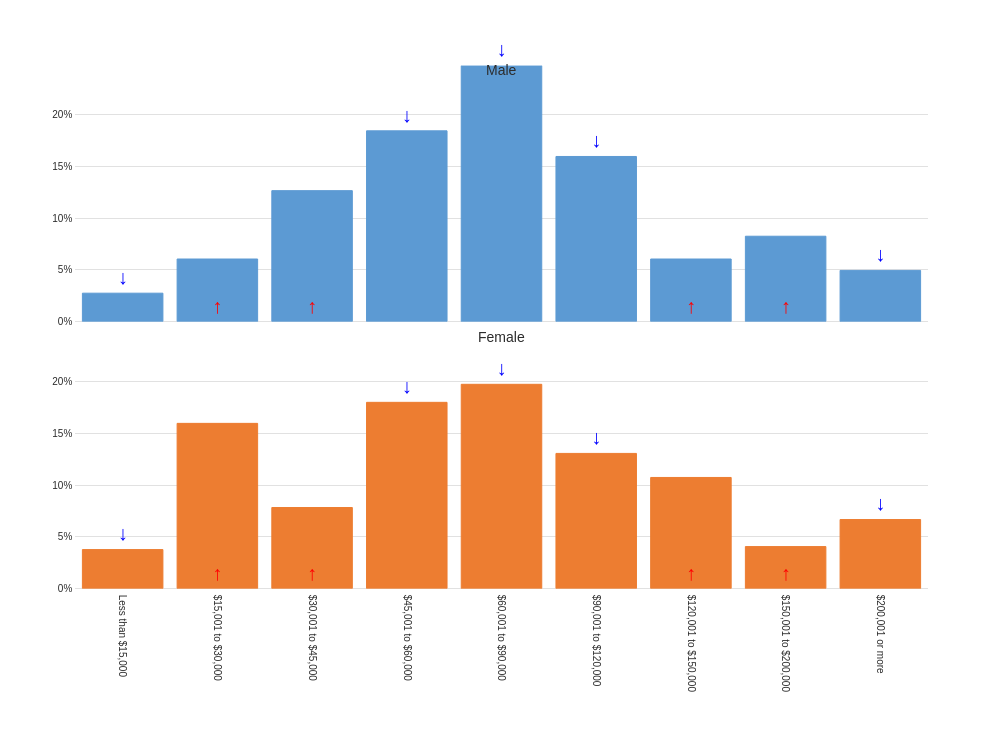 ↓
Male
↓
↓
20%
15%
10%
5%
0%
↓
↑
↑
↑
↑
↓
Female
↓
↓
↓
20%
15%
10%
5%
0%
↓
↑
↑
↑
↑
↓
Less than $15,000
$15,001 to $30,000
$30,001 to $45,000
$45,001 to $60,000
$60,001 to $90,000
$90,001 to $120,000
$120,001 to $150,000
$150,001 to $200,000
$200,001 or more